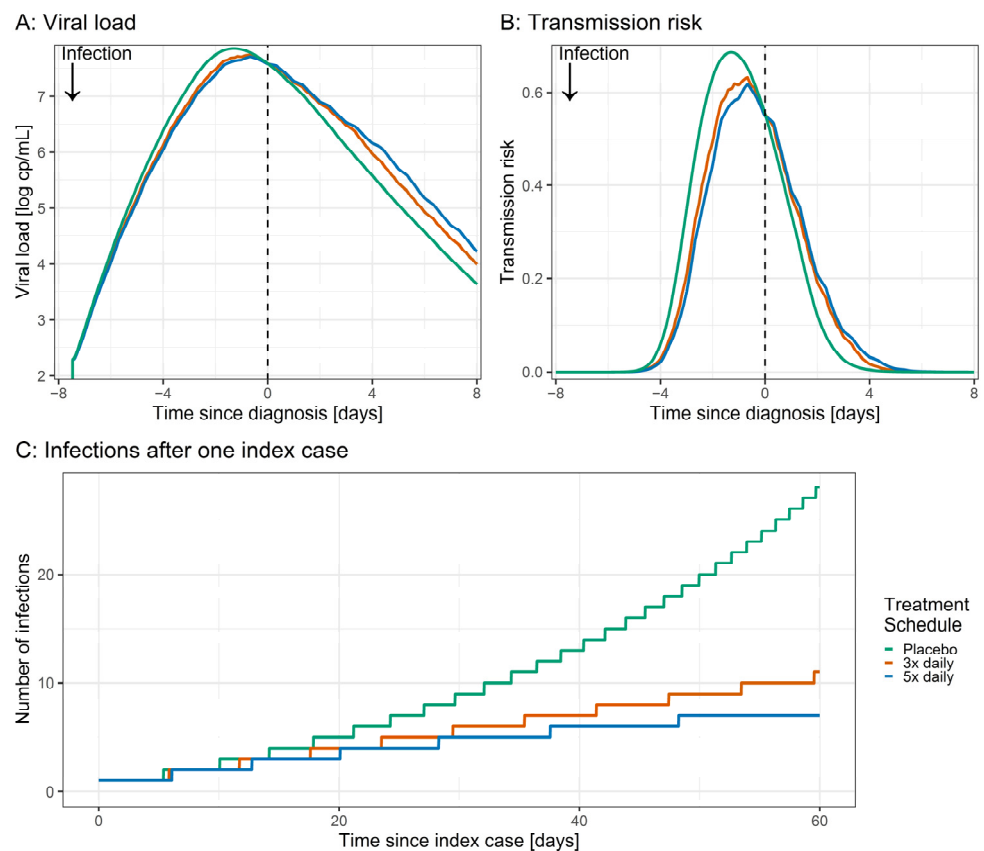 A: Viral load
B: Transmission risk
Infection
7
6
5
4
3
2
Viral load [log cp/mL]
−8
−4
0
4
8
Time since diagnosis [days]
Infection
0.6
0.4
0.2
0.0
Transmission risk
−8
−4
0
4
8
Time since diagnosis [days]
C: Infections after one index case
20
10
0
Number of infections
0
20
40
60
Time since index case [days]
Treatment
Schedule
Placebo
3x daily
5x daily